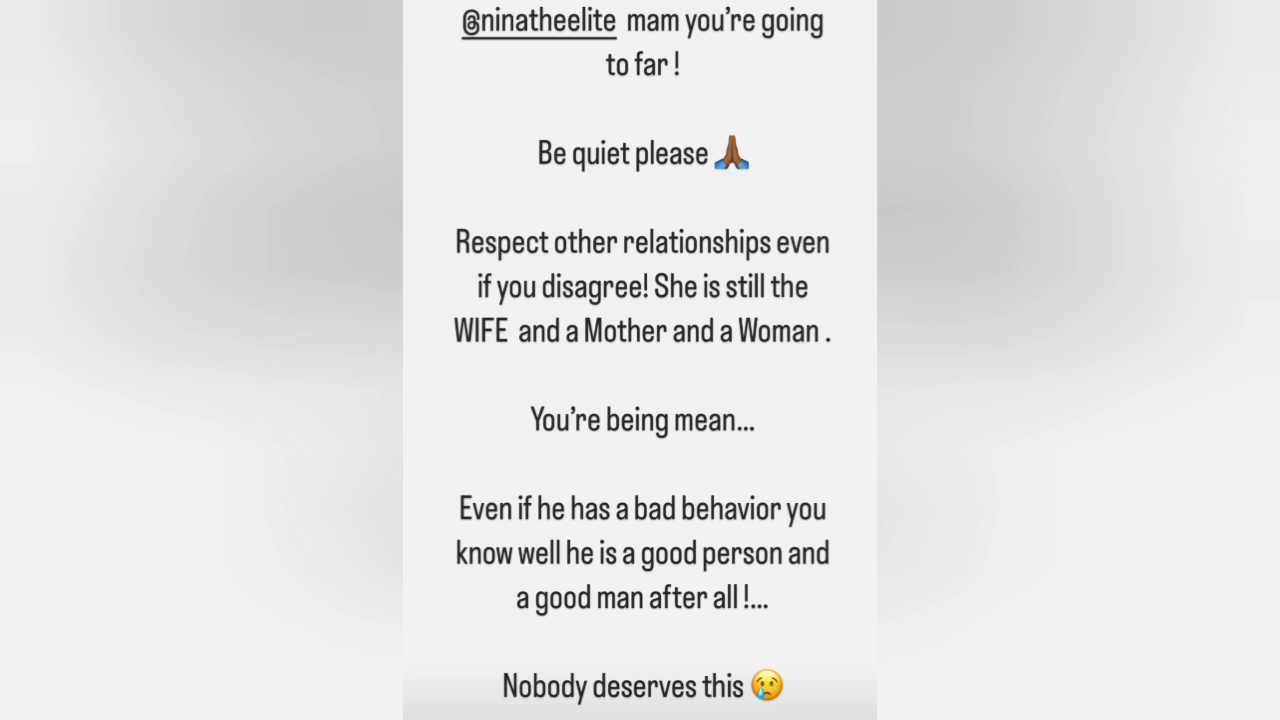 @ninatheelite mam you're going
to far !
Be quiet please 🙏🏾
Respect other relationships even
if you disagree! She is still the
WIFE and a Mother and a Woman .
You're being mean...
Even if he has a bad behavior you
know well he is a good person and
a good man after all !...
Nobody deserves this 😢